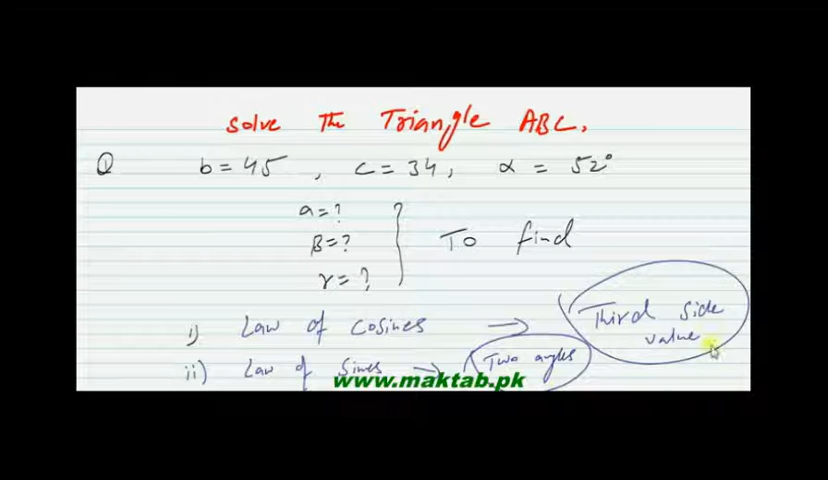 Solve the Triangle ABC.
Q b = 45 , c = 34 , α = 52°
a = ?
β = ?
γ = ?
To find
i) Law of cosines → Third side value
ii) Law of sines → Two angles
www.maktab.pk